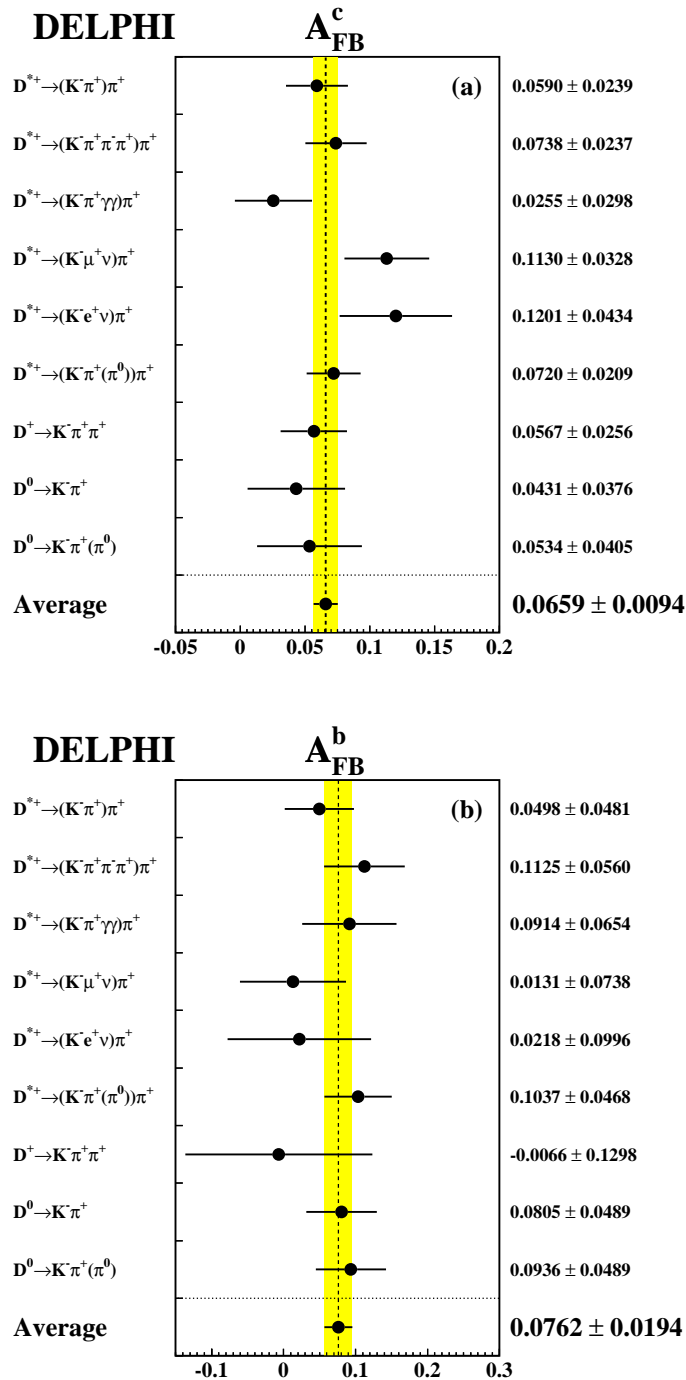 DELPHI A^c_FB
(a)
D*+→(K-π+)π+ 0.0590 ± 0.0239
D*+→(K-π+π-π+)π+ 0.0738 ± 0.0237
D*+→(K-π+γγ)π+ 0.0255 ± 0.0298
D*+→(K-μ+ν)π+ 0.1130 ± 0.0328
D*+→(K-e+ν)π+ 0.1201 ± 0.0434
D*+→(K-π+(π0))π+ 0.0720 ± 0.0209
D+→K-π+π+ 0.0567 ± 0.0256
D0→K-π+ 0.0431 ± 0.0376
D0→K-π+(π0) 0.0534 ± 0.0405
Average 0.0659 ± 0.0094
-0.05 0 0.05 0.1 0.15 0.2
DELPHI A^b_FB
(b)
D*+→(K-π+)π+ 0.0498 ± 0.0481
D*+→(K-π+π-π+)π+ 0.1125 ± 0.0560
D*+→(K-π+γγ)π+ 0.0914 ± 0.0654
D*+→(K-μ+ν)π+ 0.0131 ± 0.0738
D*+→(K-e+ν)π+ 0.0218 ± 0.0996
D*+→(K-π+(π0))π+ 0.1037 ± 0.0468
D+→K-π+π+ -0.0066 ± 0.1298
D0→K-π+ 0.0805 ± 0.0489
D0→K-π+(π0) 0.0936 ± 0.0489
Average 0.0762 ± 0.0194
-0.1 0 0.1 0.2 0.3